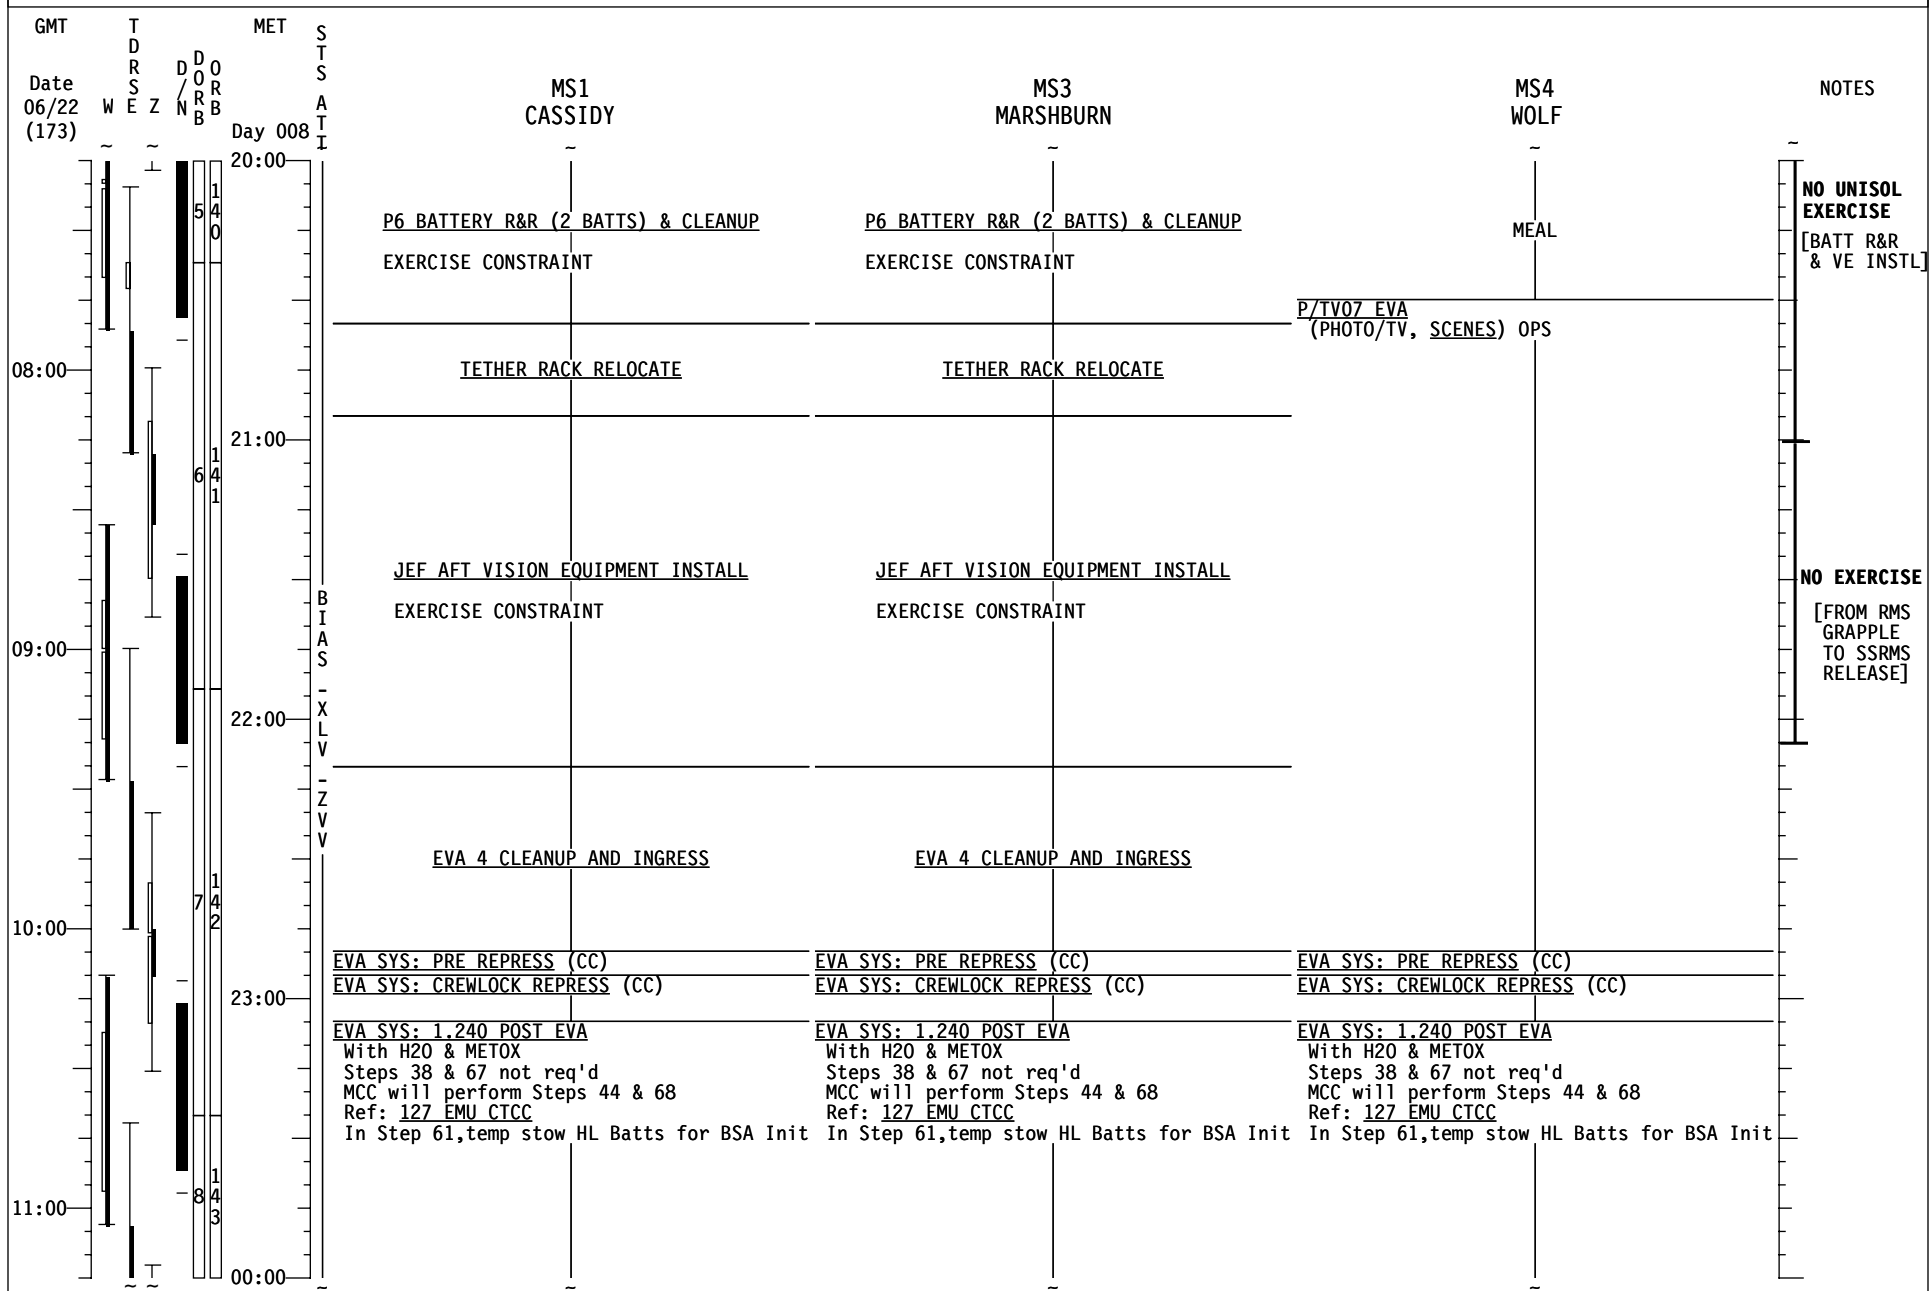 GMT
TDRS
MET
STS ATT
Date
06/22
(173)
W E Z
D/N
DORB
ORB
Day 008
MS1
CASSIDY
MS3
MARSHBURN
MS4
WOLF
NOTES
20:00
5
140
P6 BATTERY R&R (2 BATTS) & CLEANUP
P6 BATTERY R&R (2 BATTS) & CLEANUP
MEAL
NO UNISOL
EXERCISE
[BATT R&R
& VE INSTL]
EXERCISE CONSTRAINT
EXERCISE CONSTRAINT
P/TV07 EVA
(PHOTO/TV, SCENES) OPS
08:00
TETHER RACK RELOCATE
TETHER RACK RELOCATE
21:00
6
141
JEF AFT VISION EQUIPMENT INSTALL
JEF AFT VISION EQUIPMENT INSTALL
NO EXERCISE
EXERCISE CONSTRAINT
EXERCISE CONSTRAINT
[FROM RMS
GRAPPLE
TO SSRMS
RELEASE]
BIAS -XLV -ZVV
09:00
22:00
EVA 4 CLEANUP AND INGRESS
EVA 4 CLEANUP AND INGRESS
7
142
10:00
EVA SYS: PRE REPRESS (CC)
EVA SYS: PRE REPRESS (CC)
EVA SYS: PRE REPRESS (CC)
EVA SYS: CREWLOCK REPRESS (CC)
EVA SYS: CREWLOCK REPRESS (CC)
EVA SYS: CREWLOCK REPRESS (CC)
23:00
EVA SYS: 1.240 POST EVA
With H2O & METOX
Steps 38 & 67 not req'd
MCC will perform Steps 44 & 68
Ref: 127 EMU CTCC
In Step 61,temp stow HL Batts for BSA Init
EVA SYS: 1.240 POST EVA
With H2O & METOX
Steps 38 & 67 not req'd
MCC will perform Steps 44 & 68
Ref: 127 EMU CTCC
In Step 61,temp stow HL Batts for BSA Init
EVA SYS: 1.240 POST EVA
With H2O & METOX
Steps 38 & 67 not req'd
MCC will perform Steps 44 & 68
Ref: 127 EMU CTCC
In Step 61,temp stow HL Batts for BSA Init
8
143
11:00
00:00